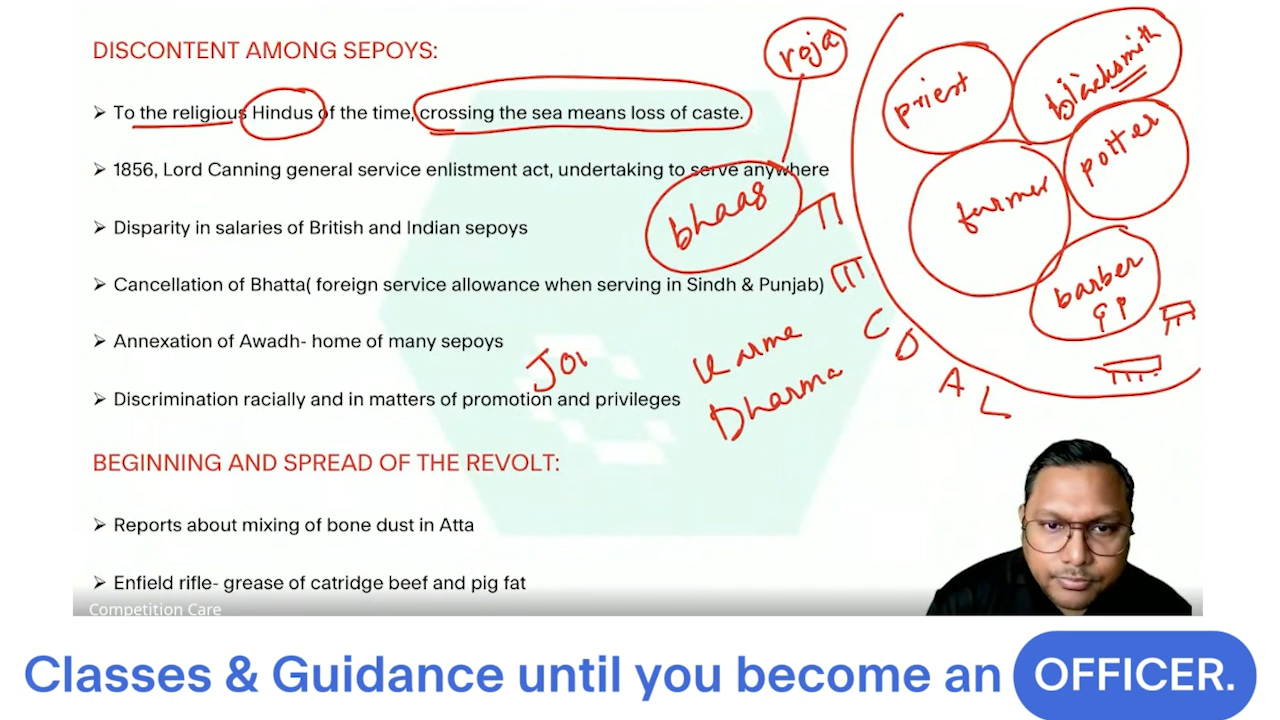 DISCONTENT AMONG SEPOYS:
➢ To the religious Hindus of the time, crossing the sea means loss of caste.
➢ 1856, Lord Canning general service enlistment act, undertaking to serve anywhere
➢ Disparity in salaries of British and Indian sepoys
➢ Cancellation of Bhatta( foreign service allowance when serving in Sindh & Punjab)
➢ Annexation of Awadh- home of many sepoys
➢ Discrimination racially and in matters of promotion and privileges
BEGINNING AND SPREAD OF THE REVOLT:
➢ Reports about mixing of bone dust in Atta
➢ Enfield rifle- grease of catridge beef and pig fat
roja
bhaag
priest
blacksmith
potter
farmer
barber
Karma
Dharma
C
D
A
L
Competition Care
Classes & Guidance until you become an OFFICER.